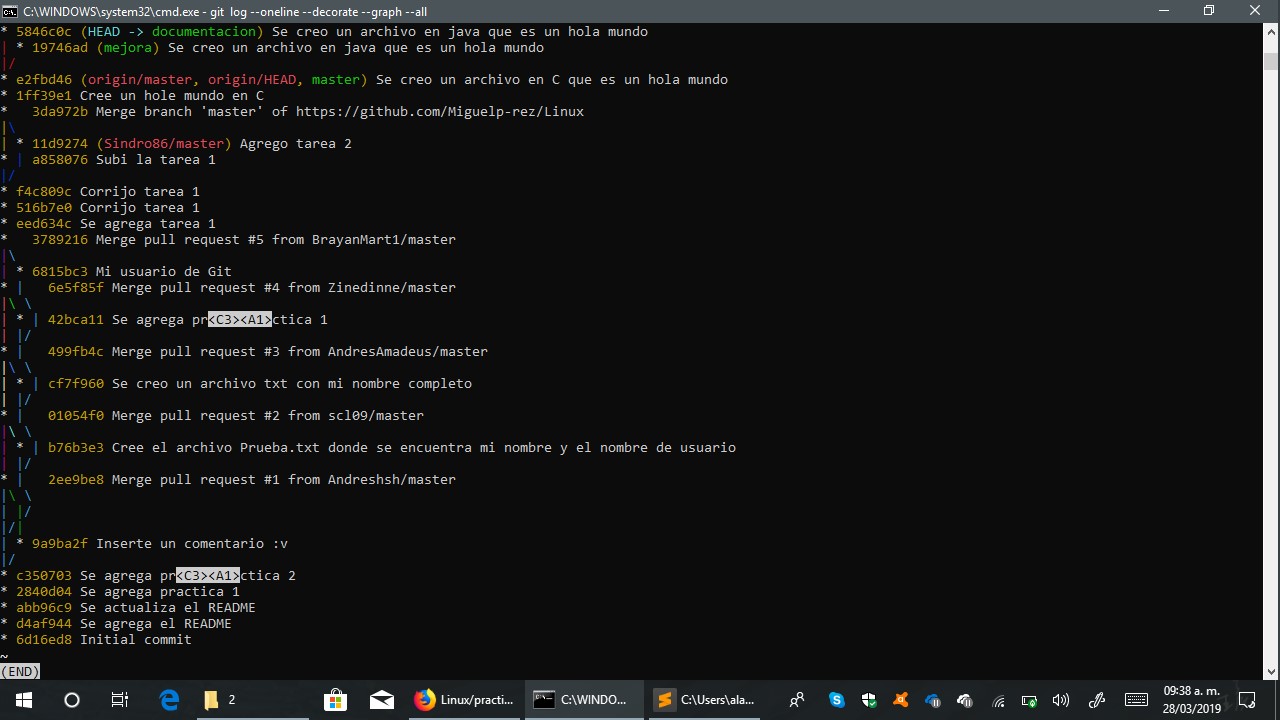 C:\WINDOWS\system32\cmd.exe - git  log --oneline --decorate --graph --all
* 5846c0c (HEAD -> documentacion) Se creo un archivo en java que es un hola mundo
| * 19746ad (mejora) Se creo un archivo en java que es un hola mundo
|/
* e2fbd46 (origin/master, origin/HEAD, master) Se creo un archivo en C que es un hola mundo
* 1ff39e1 Cree un hole mundo en C
*   3da972b Merge branch 'master' of https://github.com/Miguelp-rez/Linux
|\
| * 11d9274 (Sindro86/master) Agrego tarea 2
* | a858076 Subi la tarea 1
|/
* f4c809c Corrijo tarea 1
* 516b7e0 Corrijo tarea 1
* eed634c Se agrega tarea 1
*   3789216 Merge pull request #5 from BrayanMart1/master
|\
| * 6815bc3 Mi usuario de Git
* |   6e5f85f Merge pull request #4 from Zinedinne/master
|\ \
| * | 42bca11 Se agrega pr<C3><A1>ctica 1
| |/
* |   499fb4c Merge pull request #3 from AndresAmadeus/master
|\ \
| * | cf7f960 Se creo un archivo txt con mi nombre completo
| |/
* |   01054f0 Merge pull request #2 from scl09/master
|\ \
| * | b76b3e3 Cree el archivo Prueba.txt donde se encuentra mi nombre y el nombre de usuario
| |/
* |   2ee9be8 Merge pull request #1 from Andreshsh/master
|\ \
| |/
|/|
| * 9a9ba2f Inserte un comentario :v
|/
* c350703 Se agrega pr<C3><A1>ctica 2
* 2840d04 Se agrega practica 1
* abb96c9 Se actualiza el README
* d4af944 Se agrega el README
* 6d16ed8 Initial commit
~
(END)
2
Linux/practi...
C:\WINDO...
C:\Users\ala...
09:38 a. m.
28/03/2019